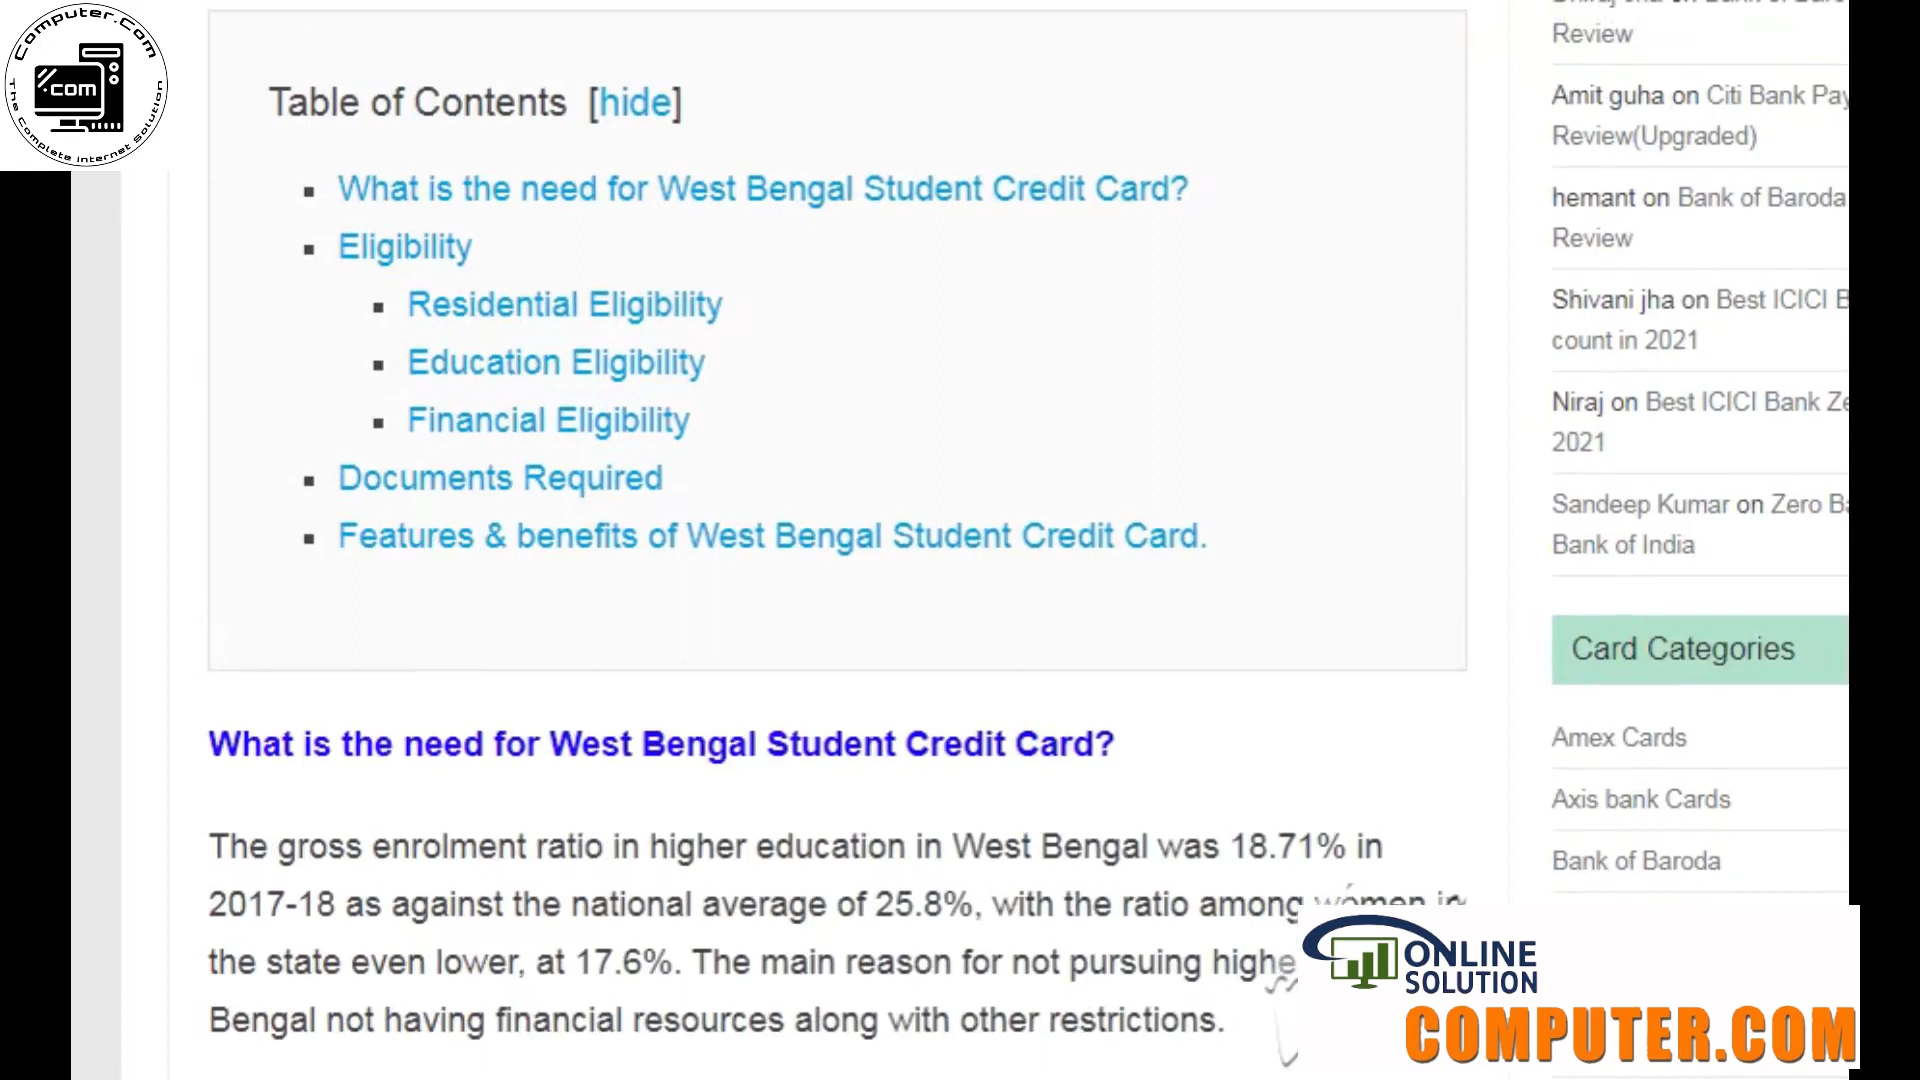 Computer.Com
.com
The Complete Internet Solution
Table of Contents [hide]
What is the need for West Bengal Student Credit Card?
Eligibility
Residential Eligibility
Education Eligibility
Financial Eligibility
Documents Required
Features & benefits of West Bengal Student Credit Card.
What is the need for West Bengal Student Credit Card?
The gross enrolment ratio in higher education in West Bengal was 18.71% in
2017-18 as against the national average of 25.8%, with the ratio among women in
the state even lower, at 17.6%. The main reason for not pursuing highe
Bengal not having financial resources along with other restrictions.
Review
Amit guha on Citi Bank Pay
Review(Upgraded)
hemant on Bank of Baroda
Review
Shivani jha on Best ICICI B
count in 2021
Niraj on Best ICICI Bank Ze
2021
Sandeep Kumar on Zero Ba
Bank of India
Card Categories
Amex Cards
Axis bank Cards
Bank of Baroda
ONLINE
SOLUTION
COMPUTER.COM